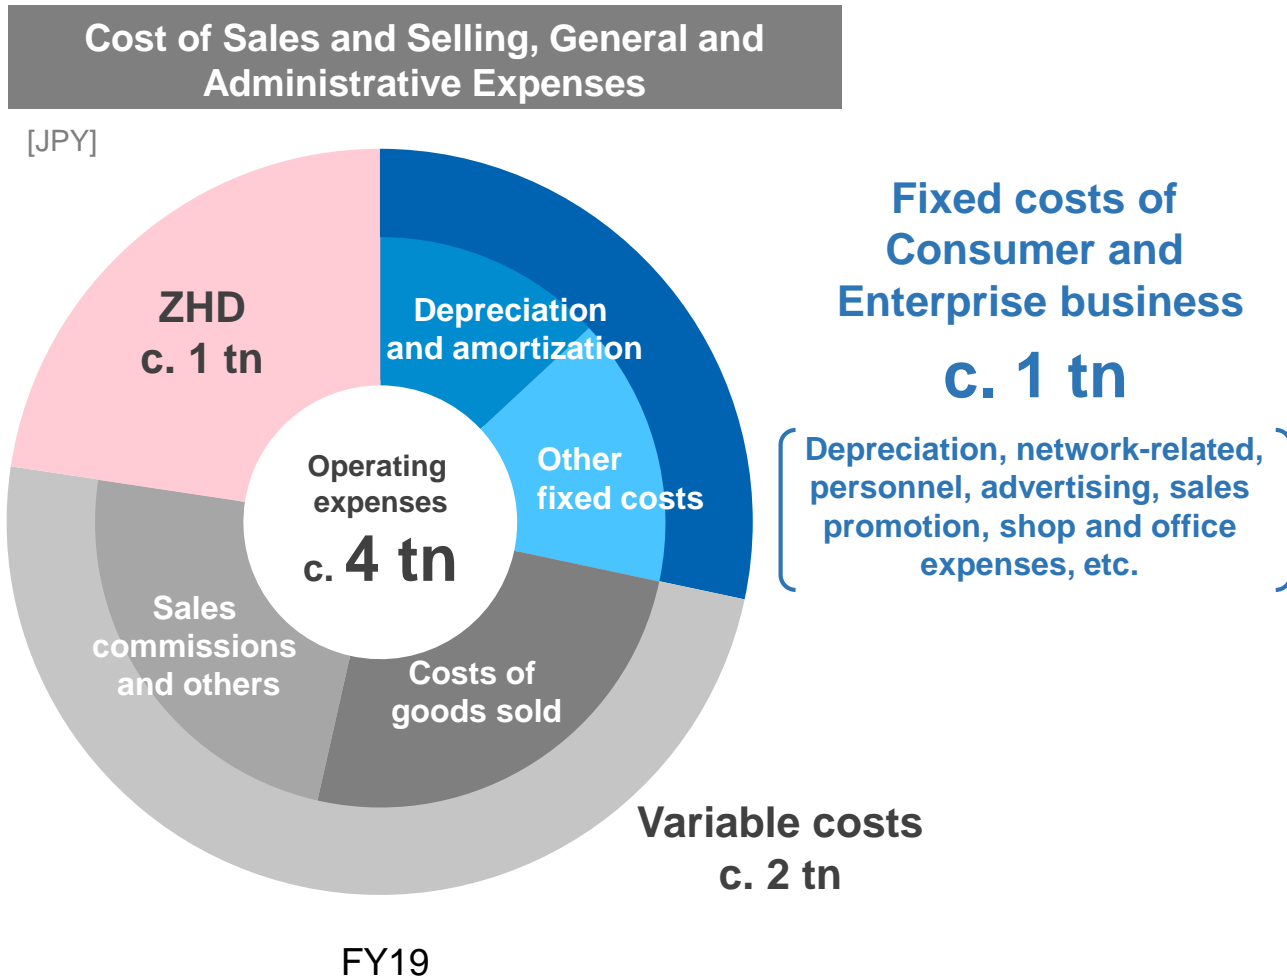 Cost of Sales and Selling, General and
Administrative Expenses
[JPY]
ZHD
c. 1 tn
Depreciation
and amortization
Other
fixed costs
Operating
expenses
c. 4 tn
Sales
commissions
and others
Costs of
goods sold
Fixed costs of
Consumer and
Enterprise business
c. 1 tn
Depreciation, network-related,
personnel, advertising, sales
promotion, shop and office
expenses, etc.
Variable costs
c. 2 tn
FY19